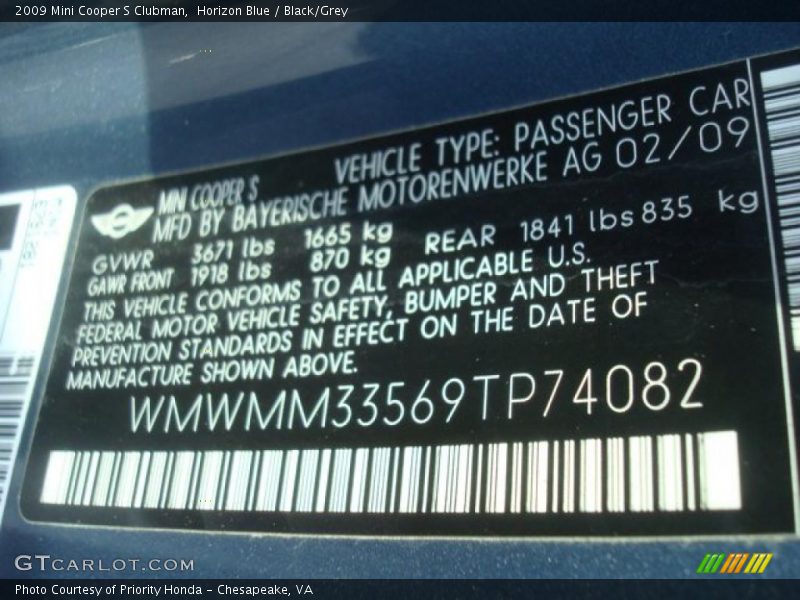 2009 Mini Cooper S Clubman,  Horizon Blue / Black/Grey
MINI COOPER S
VEHICLE TYPE: PASSENGER CAR
MFD BY BAYERISCHE MOTORENWERKE AG 02/09
GVWR 3671 lbs 1665 kg
GAWR FRONT 1918 lbs 870 kg REAR 1841 lbs 835 kg
THIS VEHICLE CONFORMS TO ALL APPLICABLE U.S.
FEDERAL MOTOR VEHICLE SAFETY, BUMPER AND THEFT
PREVENTION STANDARDS IN EFFECT ON THE DATE OF
MANUFACTURE SHOWN ABOVE.
WMWMM33569TP74082
GTCARLOT.COM
Photo Courtesy of Priority Honda - Chesapeake, VA